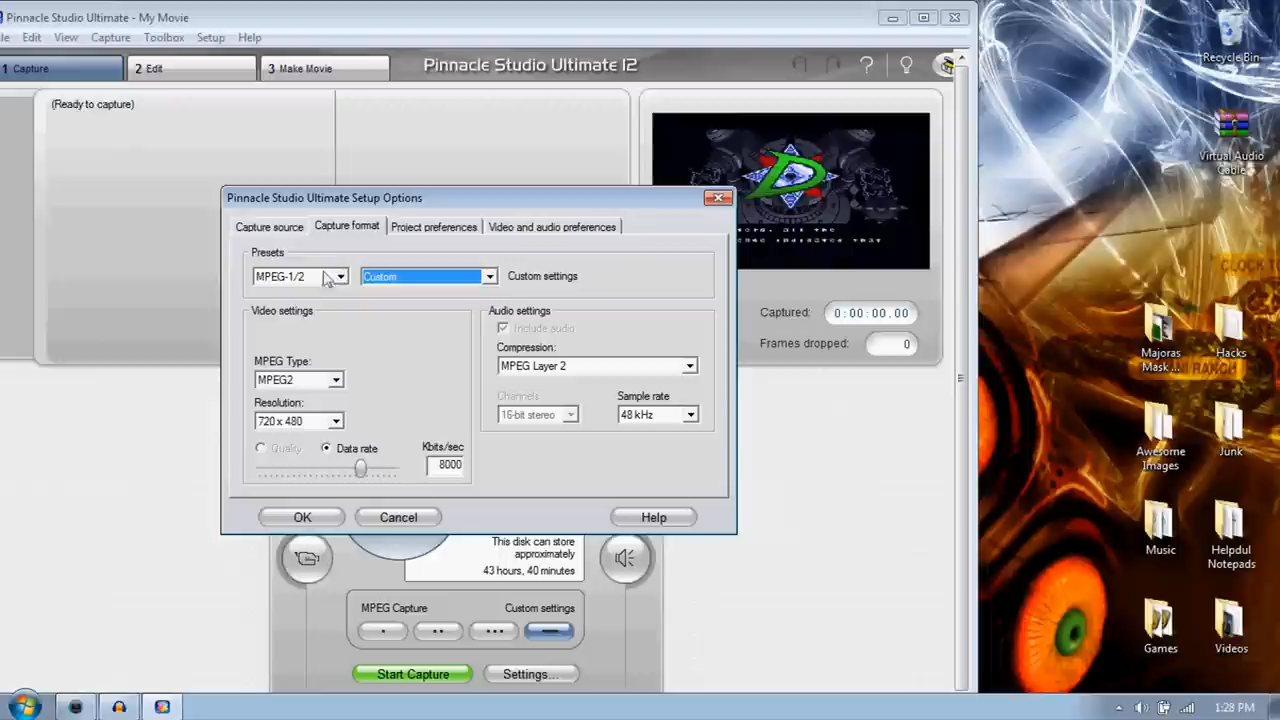 Pinnacle Studio Ultimate - My Movie
Edit View Capture Toolbox Setup Help
1 Capture
2 Edit
3 Make Movie
Pinnacle Studio Ultimate 12
(Ready to capture)
Captured: 0:00:00.00
Frames dropped: 0
Pinnacle Studio Ultimate Setup Options
Capture source
Capture format
Project preferences
Video and audio preferences
Presets
MPEG-1/2
Custom
Custom settings
Video settings
MPEG Type:
MPEG2
Resolution:
720 x 480
Quality
Data rate
Kbits/sec
8000
Audio settings
Include audio
Compression:
MPEG Layer 2
Channels
16-bit stereo
Sample rate
48 kHz
OK
Cancel
Help
This disk can store
approximately
43 hours, 40 minutes
MPEG Capture
Custom settings
Start Capture
Settings...
Recycle Bin
Virtual Audio
Cable
Majoras
Mask ...
Hacks
Awesome
Images
Junk
Music
Helpdul
Notepads
Games
Videos
1:28 PM